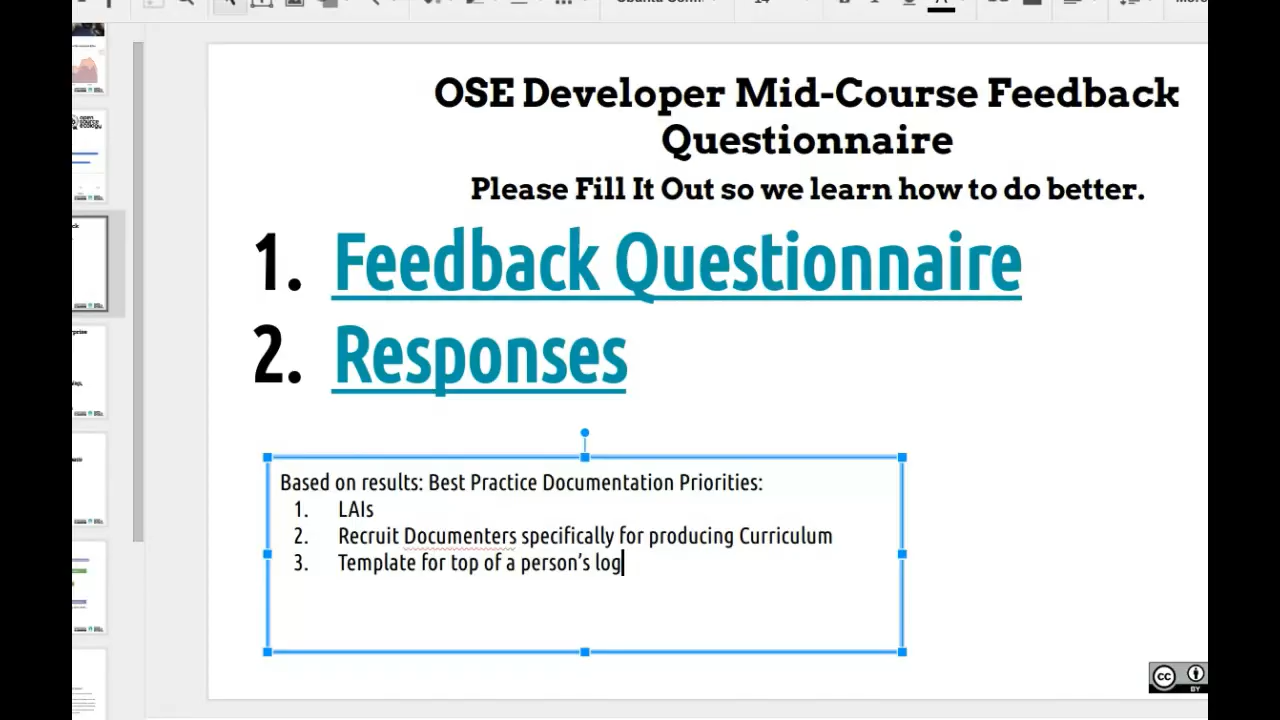 OSE Developer Mid-Course Feedback
Questionnaire
Please Fill It Out so we learn how to do better.
1. Feedback Questionnaire
2. Responses
Based on results: Best Practice Documentation Priorities:
1. LAIs
2. Recruit Documenters specifically for producing Curriculum
3. Template for top of a person’s log
CC
BY